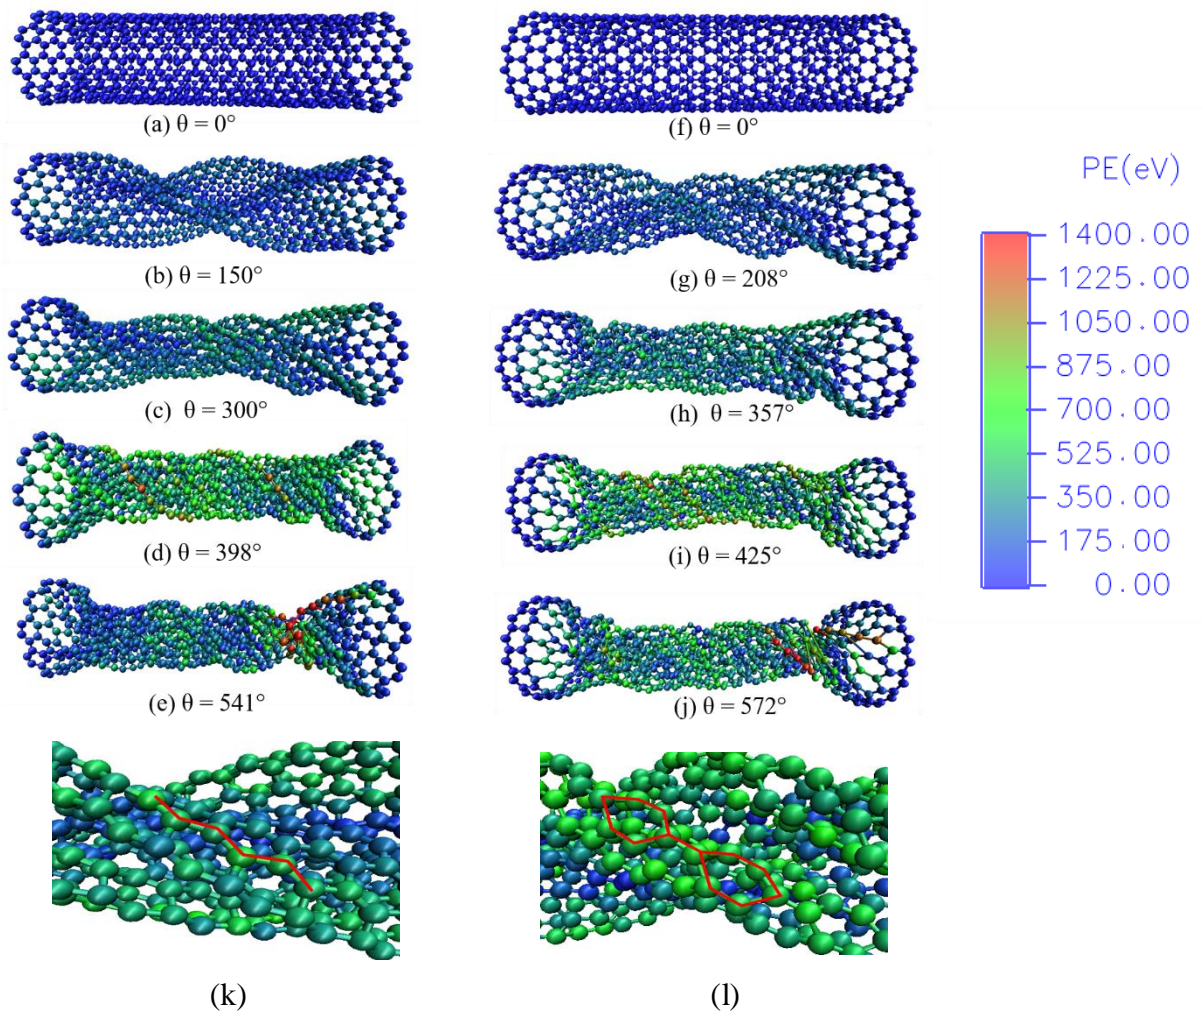 (a) θ = 0°
(f) θ = 0°
(b) θ = 150°
(g) θ = 208°
(c) θ = 300°
(h) θ = 357°
(d) θ = 398°
(i) θ = 425°
(e) θ = 541°
(j) θ = 572°
(k)
(l)
PE(eV)
1400.00
1225.00
1050.00
875.00
700.00
525.00
350.00
175.00
0.00